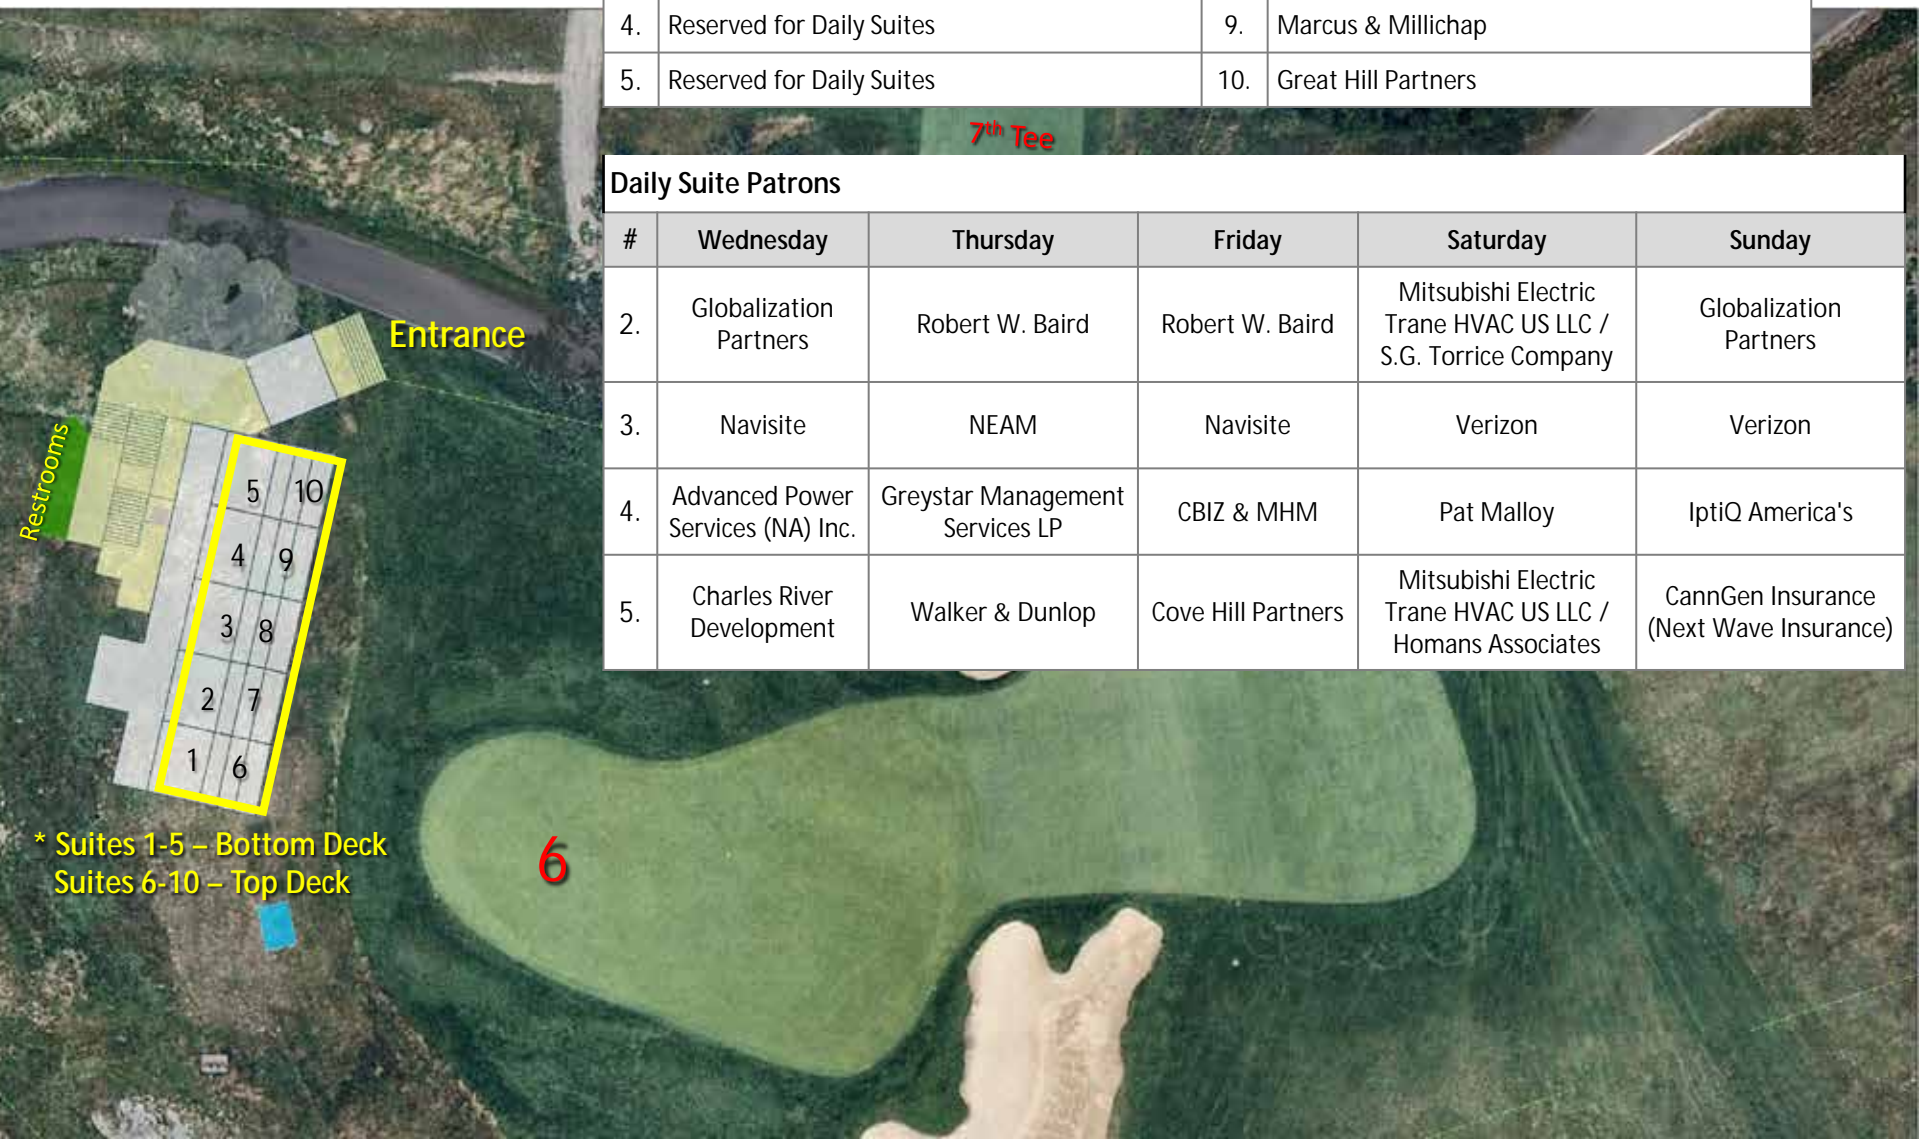 4. Reserved for Daily Suites 9. Marcus & Millichap
5. Reserved for Daily Suites 10. Great Hill Partners
7th Tee
Daily Suite Patrons
# Wednesday Thursday Friday Saturday Sunday
2. Globalization Partners Robert W. Baird Robert W. Baird Mitsubishi Electric Trane HVAC US LLC / S.G. Torrice Company Globalization Partners
3. Navisite NEAM Navisite Verizon Verizon
4. Advanced Power Services (NA) Inc. Greystar Management Services LP CBIZ & MHM Pat Malloy IptiQ America's
5. Charles River Development Walker & Dunlop Cove Hill Partners Mitsubishi Electric Trane HVAC US LLC / Homans Associates CannGen Insurance (Next Wave Insurance)
Entrance
Restrooms
5 10
4 9
3 8
2 7
1 6
* Suites 1-5 – Bottom Deck
Suites 6-10 – Top Deck
6